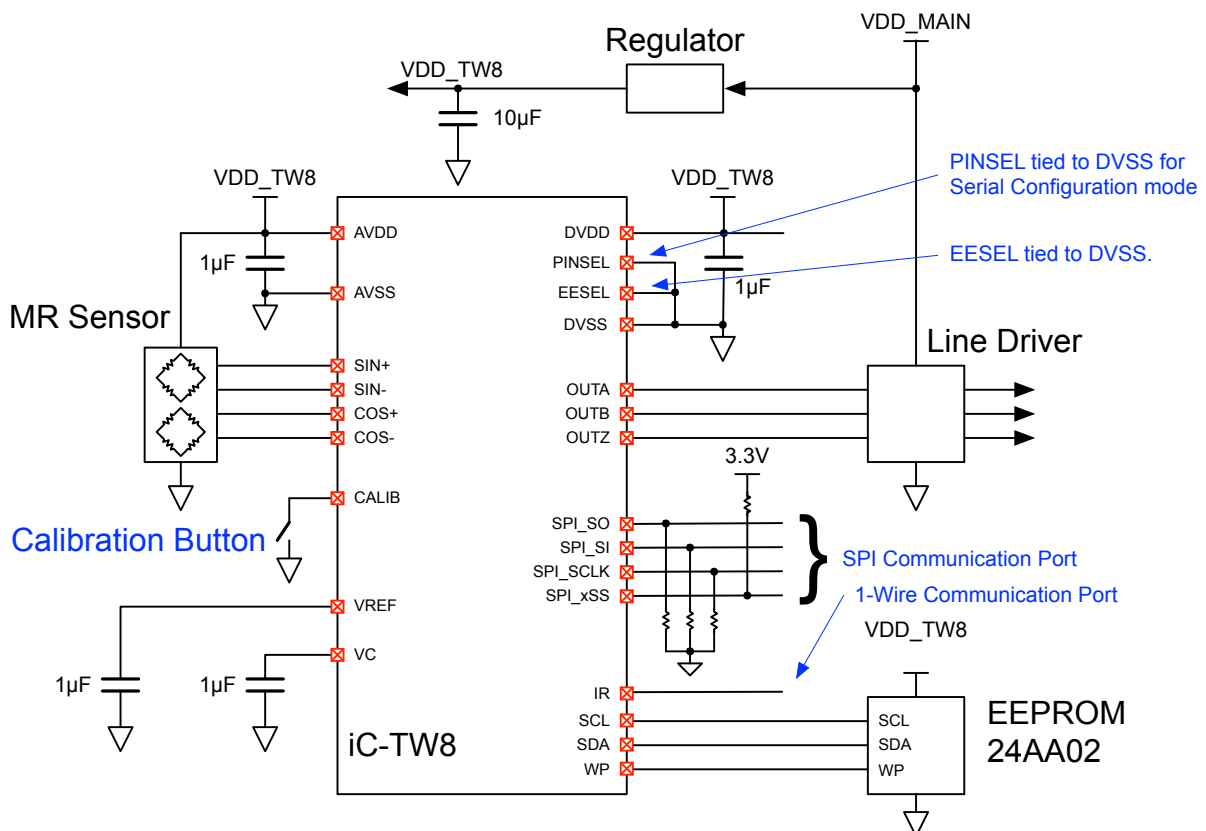 VDD_MAIN
Regulator
VDD_TW8
10µF
PINSEL tied to DVSS for
Serial Configuration mode
VDD_TW8
VDD_TW8
AVDD
DVDD
1µF
PINSEL
EESEL
1µF
EESEL tied to DVSS.
AVSS
DVSS
MR Sensor
Line Driver
SIN+
SIN-
COS+
COS-
OUTA
OUTB
OUTZ
3.3V
CALIB
Calibration Button
SPI_SO
SPI_SI
SPI_SCLK
SPI_xSS
}
SPI Communication Port
1-Wire Communication Port
VREF
VC
1µF
1µF
VDD_TW8
IR
SCL
SDA
WP
iC-TW8
SCL
SDA
WP
EEPROM
24AA02